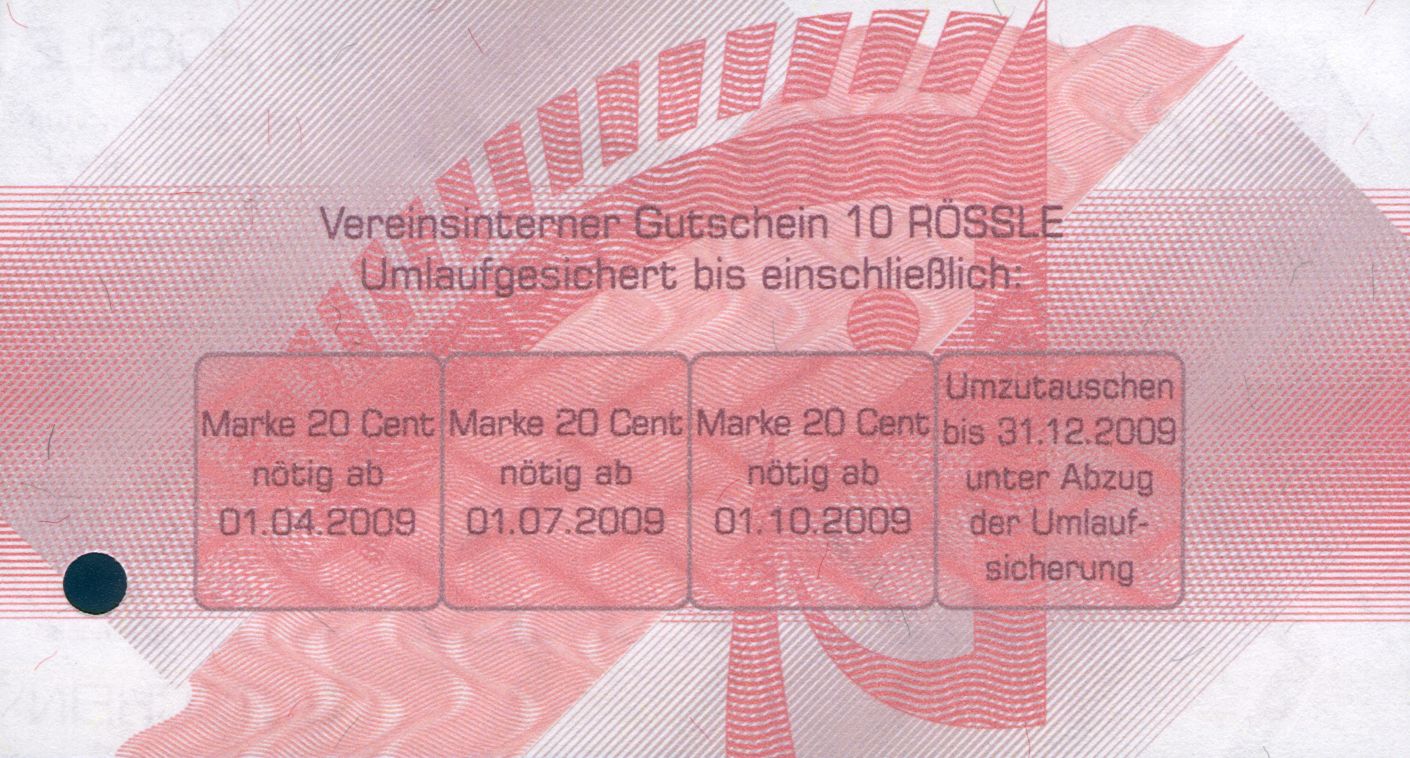 Vereinsinterner Gutschein 10 RÖSSLE
Umlaufgesichert bis einschließlich:
Marke 20 Cent
nötig ab
01.04.2009
Marke 20 Cent
nötig ab
01.07.2009
Marke 20 Cent
nötig ab
01.10.2009
Umzutauschen
bis 31.12.2009
unter Abzug
der Umlauf-
sicherung